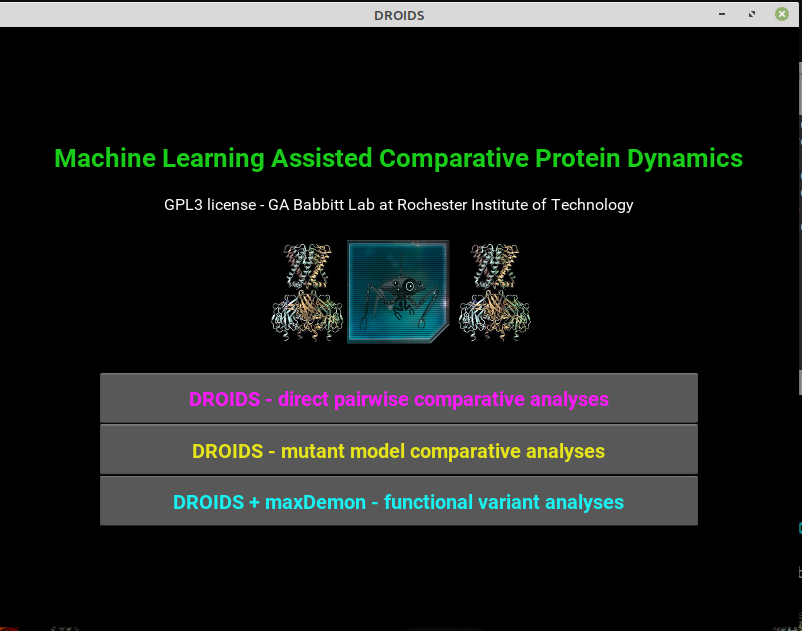 DROIDS
Machine Learning Assisted Comparative Protein Dynamics
GPL3 license - GA Babbitt Lab at Rochester Institute of Technology
DROIDS - direct pairwise comparative analyses
DROIDS - mutant model comparative analyses
DROIDS + maxDemon - functional variant analyses